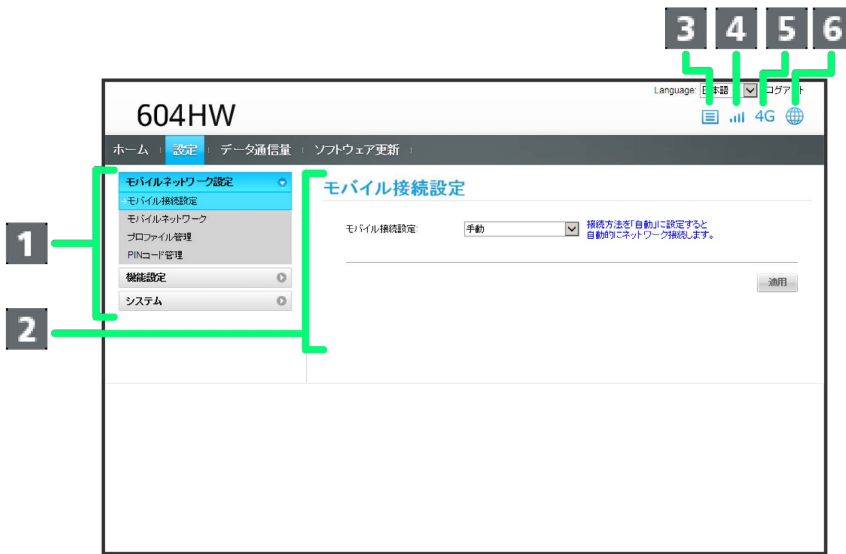 3 4 5 6
Language: 日本語 ログアウト
604HW
4G
ホーム 設定 データ通信量 ソフトウェア更新
モバイルネットワーク設定
モバイル接続設定
モバイルネットワーク
プロファイル管理
PINコード管理
機能設定
システム
1
2
モバイル接続設定
モバイル接続設定: 手動
接続方法を「自動」に設定すると
自動的にネットワーク接続します。
適用